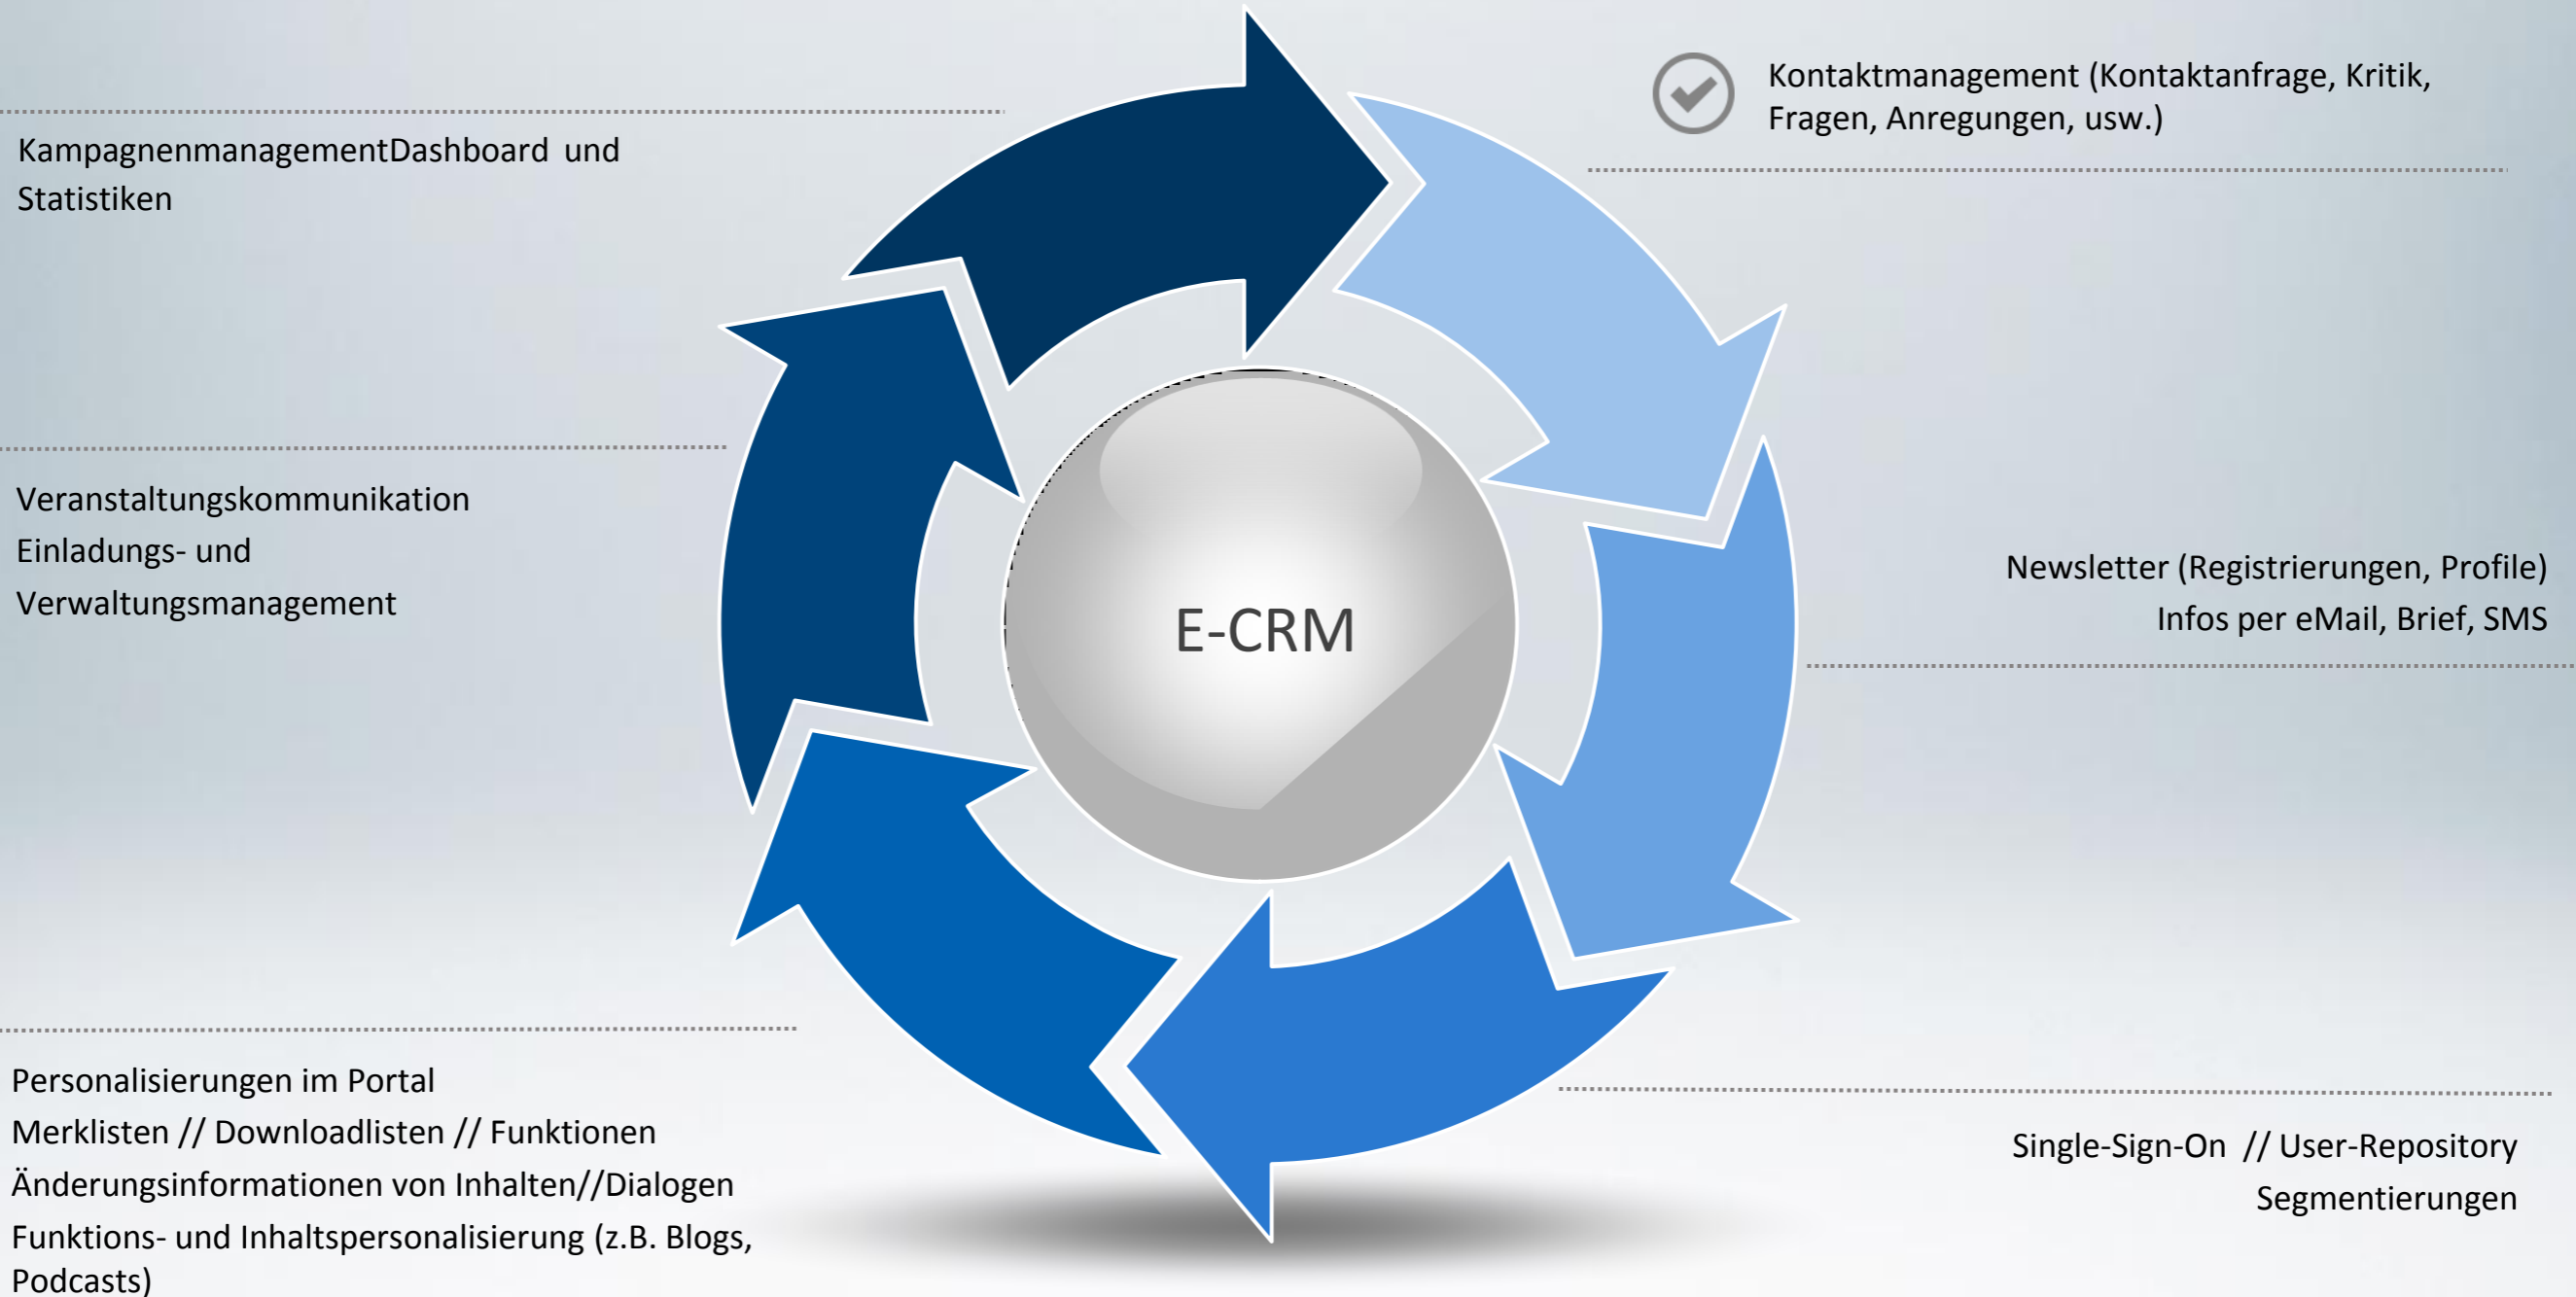 Kontaktmanagement (Kontaktanfrage, Kritik,
Fragen, Anregungen, usw.)
KampagnenmanagementDashboard und
Statistiken
Veranstaltungskommunikation
Einladungs- und
Verwaltungsmanagement
E-CRM
Newsletter (Registrierungen, Profile)
Infos per eMail, Brief, SMS
Personalisierungen im Portal
Merklisten // Downloadlisten // Funktionen
Änderungsinformationen von Inhalten//Dialogen
Funktions- und Inhaltspersonalisierung (z.B. Blogs,
Podcasts)
Single-Sign-On // User-Repository
Segmentierungen